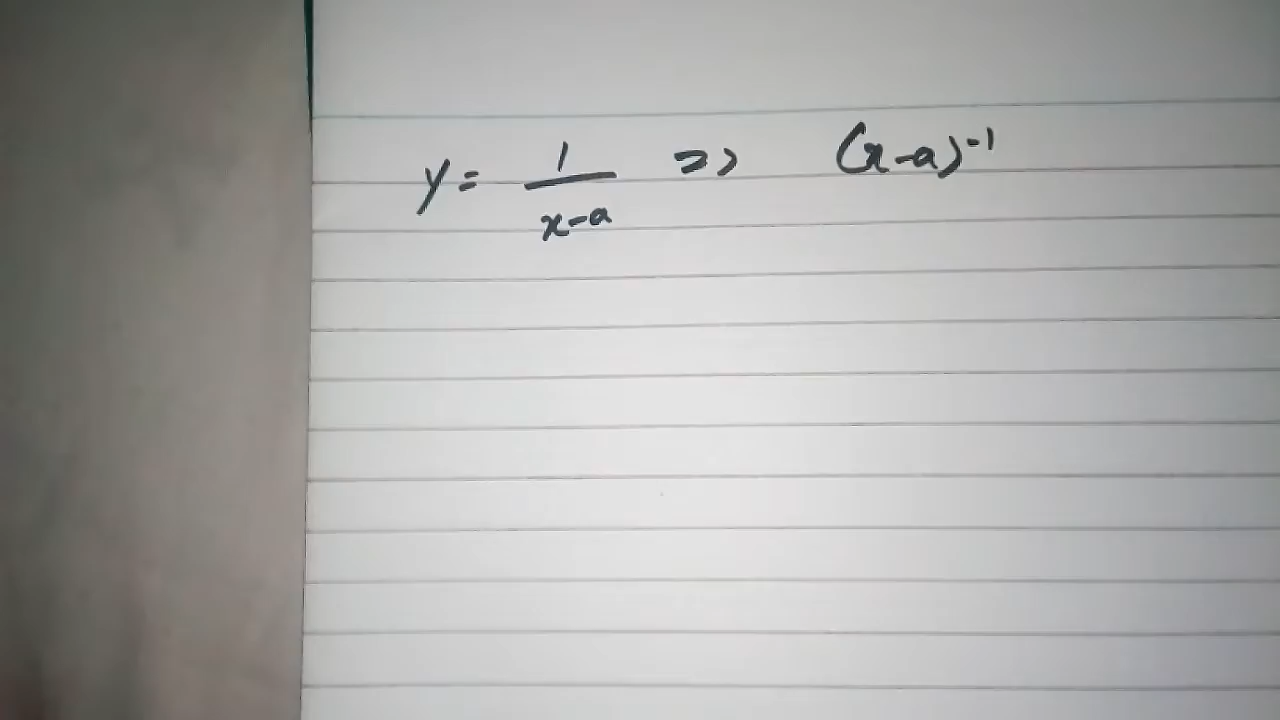 y = 1/(x-a) => (x-a)^-1